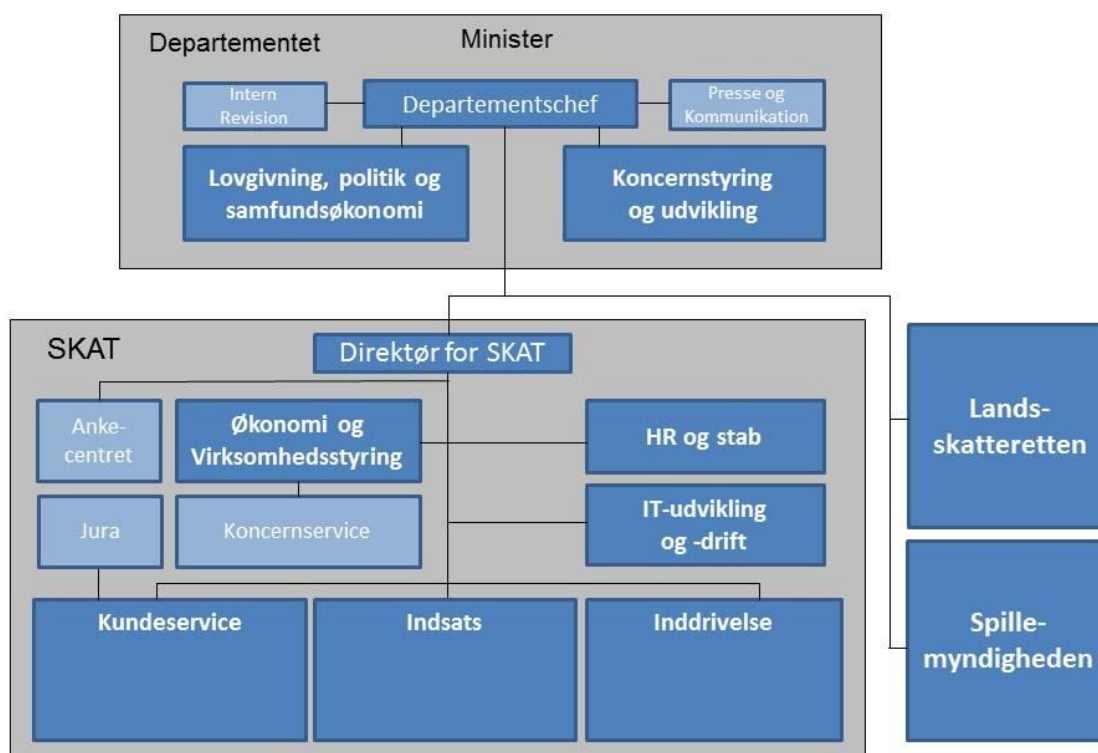 Departementet
Minister
Intern
Revision
Departementschef
Presse og
Kommunikation
Lovgivning, politik og
samfundsøkonomi
Koncernstyring
og udvikling
SKAT
Direktør for SKAT
Anke-
centret
Økonomi og
Virksomhedsstyring
HR og stab
Jura
Koncernservice
IT-udvikling
og -drift
Kundeservice
Indsats
Inddrivelse
Lands-
skatteretten
Spille-
myndigheden